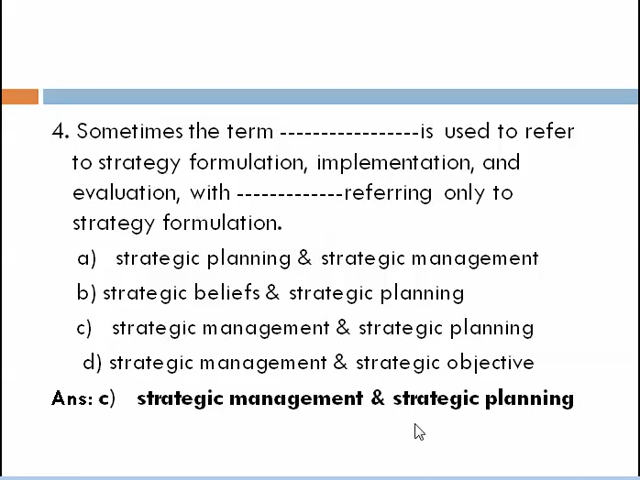 4. Sometimes the term -----------------is used to refer
to strategy formulation, implementation, and
evaluation, with -------------referring only to
strategy formulation.
a) strategic planning & strategic management
b) strategic beliefs & strategic planning
c) strategic management & strategic planning
d) strategic management & strategic objective
Ans: c) strategic management & strategic planning